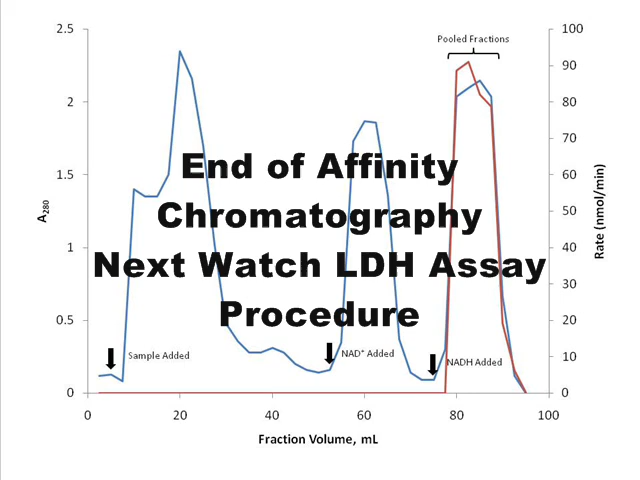 2.5
100
Pooled Fractions
90
2
80
70
End of Affinity
1.5
60
Chromatography
50
A280
Rate (nmol/min)
1
40
Next Watch LDH Assay
30
Procedure
0.5
20
Sample Added
NAD+ Added
NADH Added
10
0
0
0 20 40 60 80 100
Fraction Volume, mL